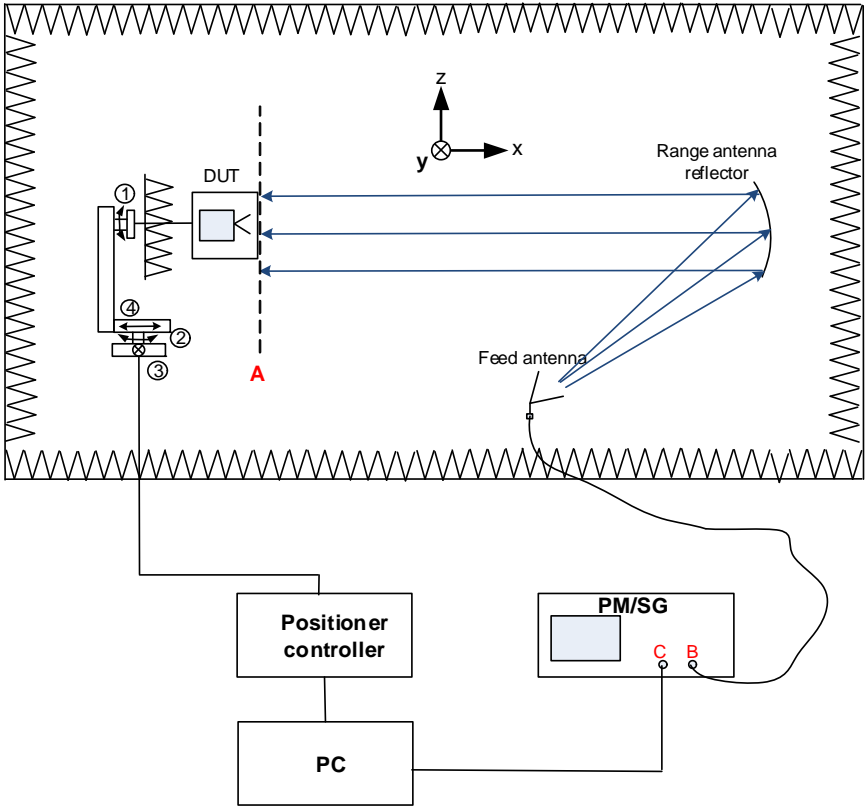 z
x
y
DUT
Range antenna
reflector
①
④
②
③
A
Feed antenna
Positioner
controller
PM/SG
C
B
PC